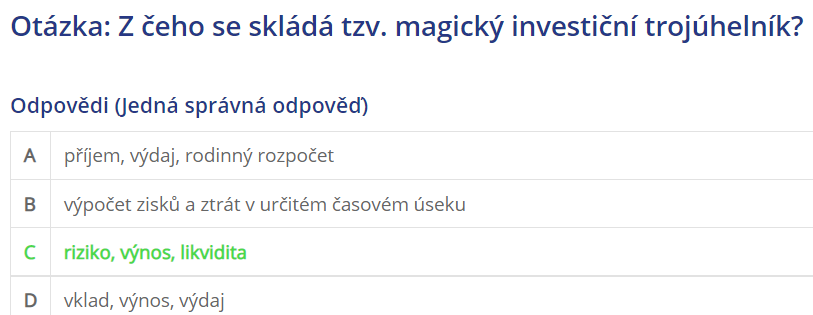 Otázka: Z čeho se skládá tzv. magický investiční trojúhelník?
Odpovědi (Jedná správná odpověď)
A příjem, výdaj, rodinný rozpočet
B výpočet zisků a ztrát v určitém časovém úseku
C riziko, výnos, likvidita
D vklad, výnos, výdaj